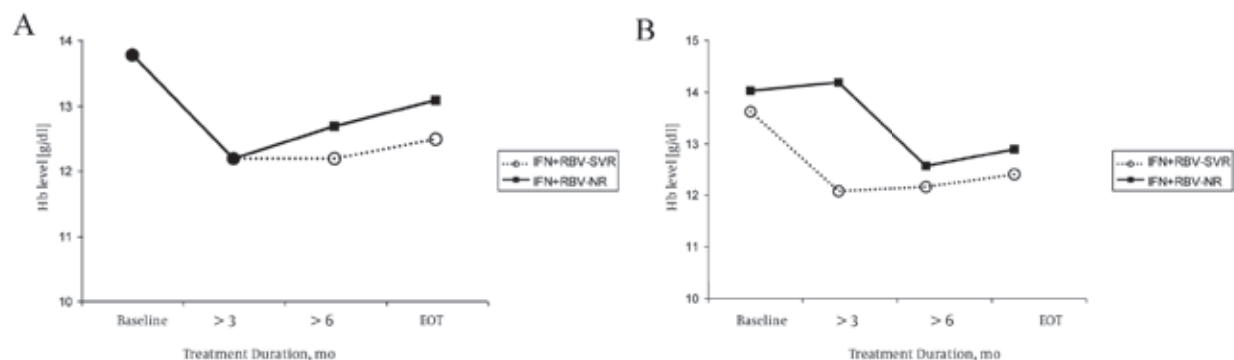 A
Hb level [g/dl]
14
13
12
11
10
Baseline
> 3
> 6
EOT
Treatment Duration, mo
IFN+RBV-SVR
IFN+RBV-NR
B
Hb level [g/dl]
15
14
13
12
11
10
Baseline
> 3
> 6
EOT
Treatment Duration, mo
IFN+RBV-SVR
IFN+RBV-NR